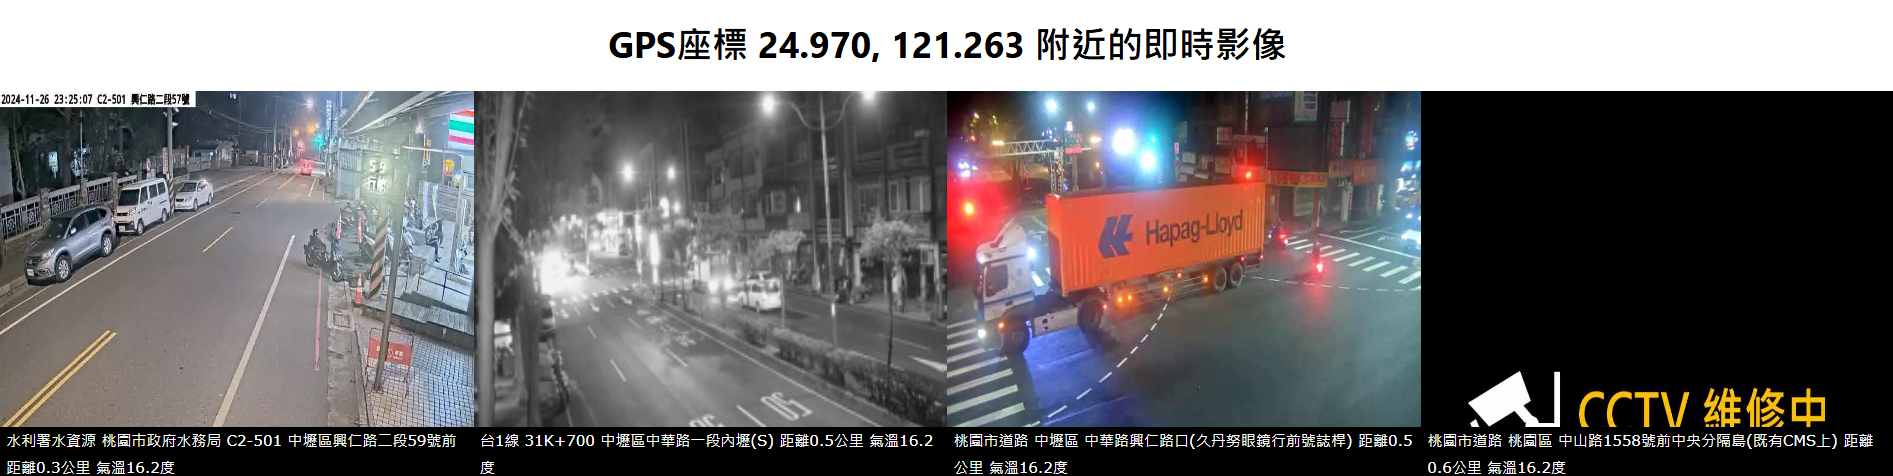 GPS座標 24.970, 121.263 附近的即時影像
2024-11-26 23:25:07 C2-501 興仁路二段57號
59
50
Hapag-Lloyd
CCTV 維修中
水利署水資源 桃園市政府水務局 C2-501 中壢區興仁路二段59號前
距離0.3公里 氣溫16.2度
台1線 31K+700 中壢區中華路一段內壢(S) 距離0.5公里 氣溫16.2
度
桃園市道路 中壢區 中華路興仁路口(久丹努眼鏡行前號誌桿) 距離0.5
公里 氣溫16.2度
桃園市道路 桃園區 中山路1558號前中央分隔島(既有CMS上) 距離
0.6公里 氣溫16.2度